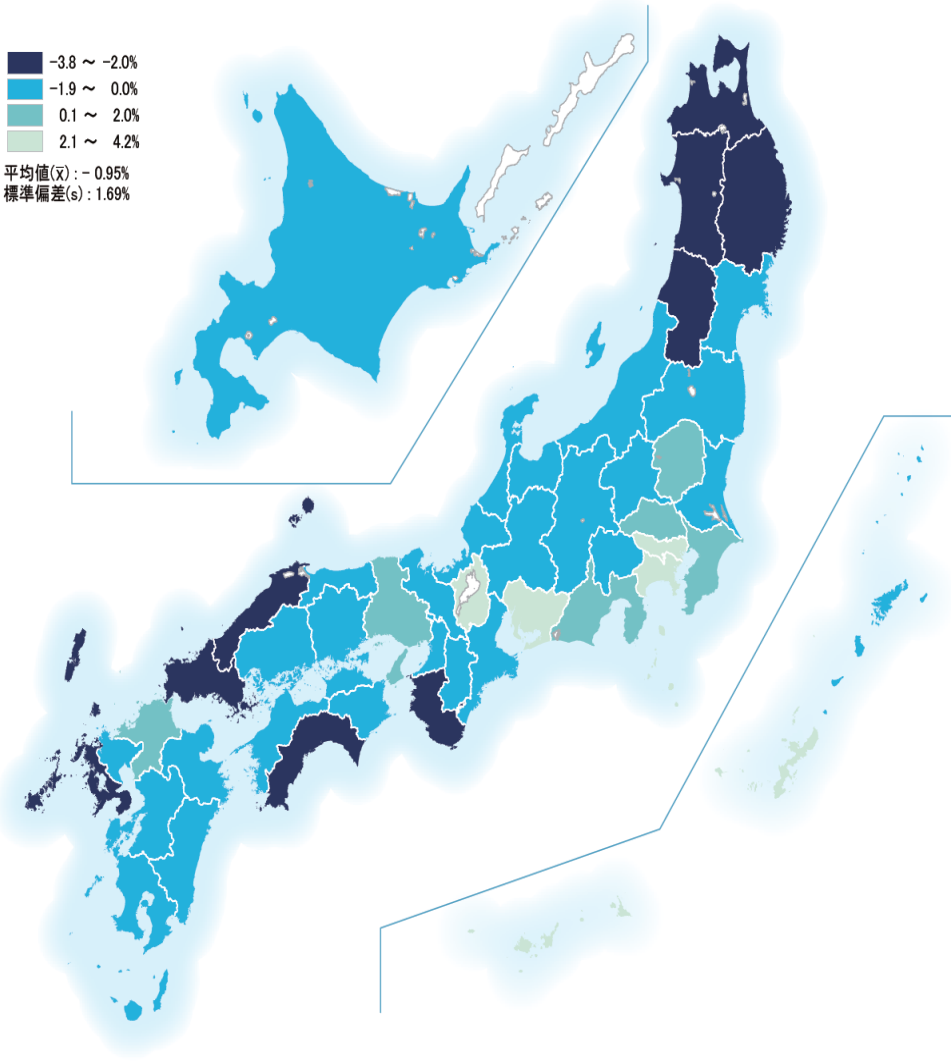 -3.8 ～ -2.0%
-1.9 ～ 0.0%
0.1 ～ 2.0%
2.1 ～ 4.2%
平均値(x̄) : - 0.95%
標準偏差(s) : 1.69%